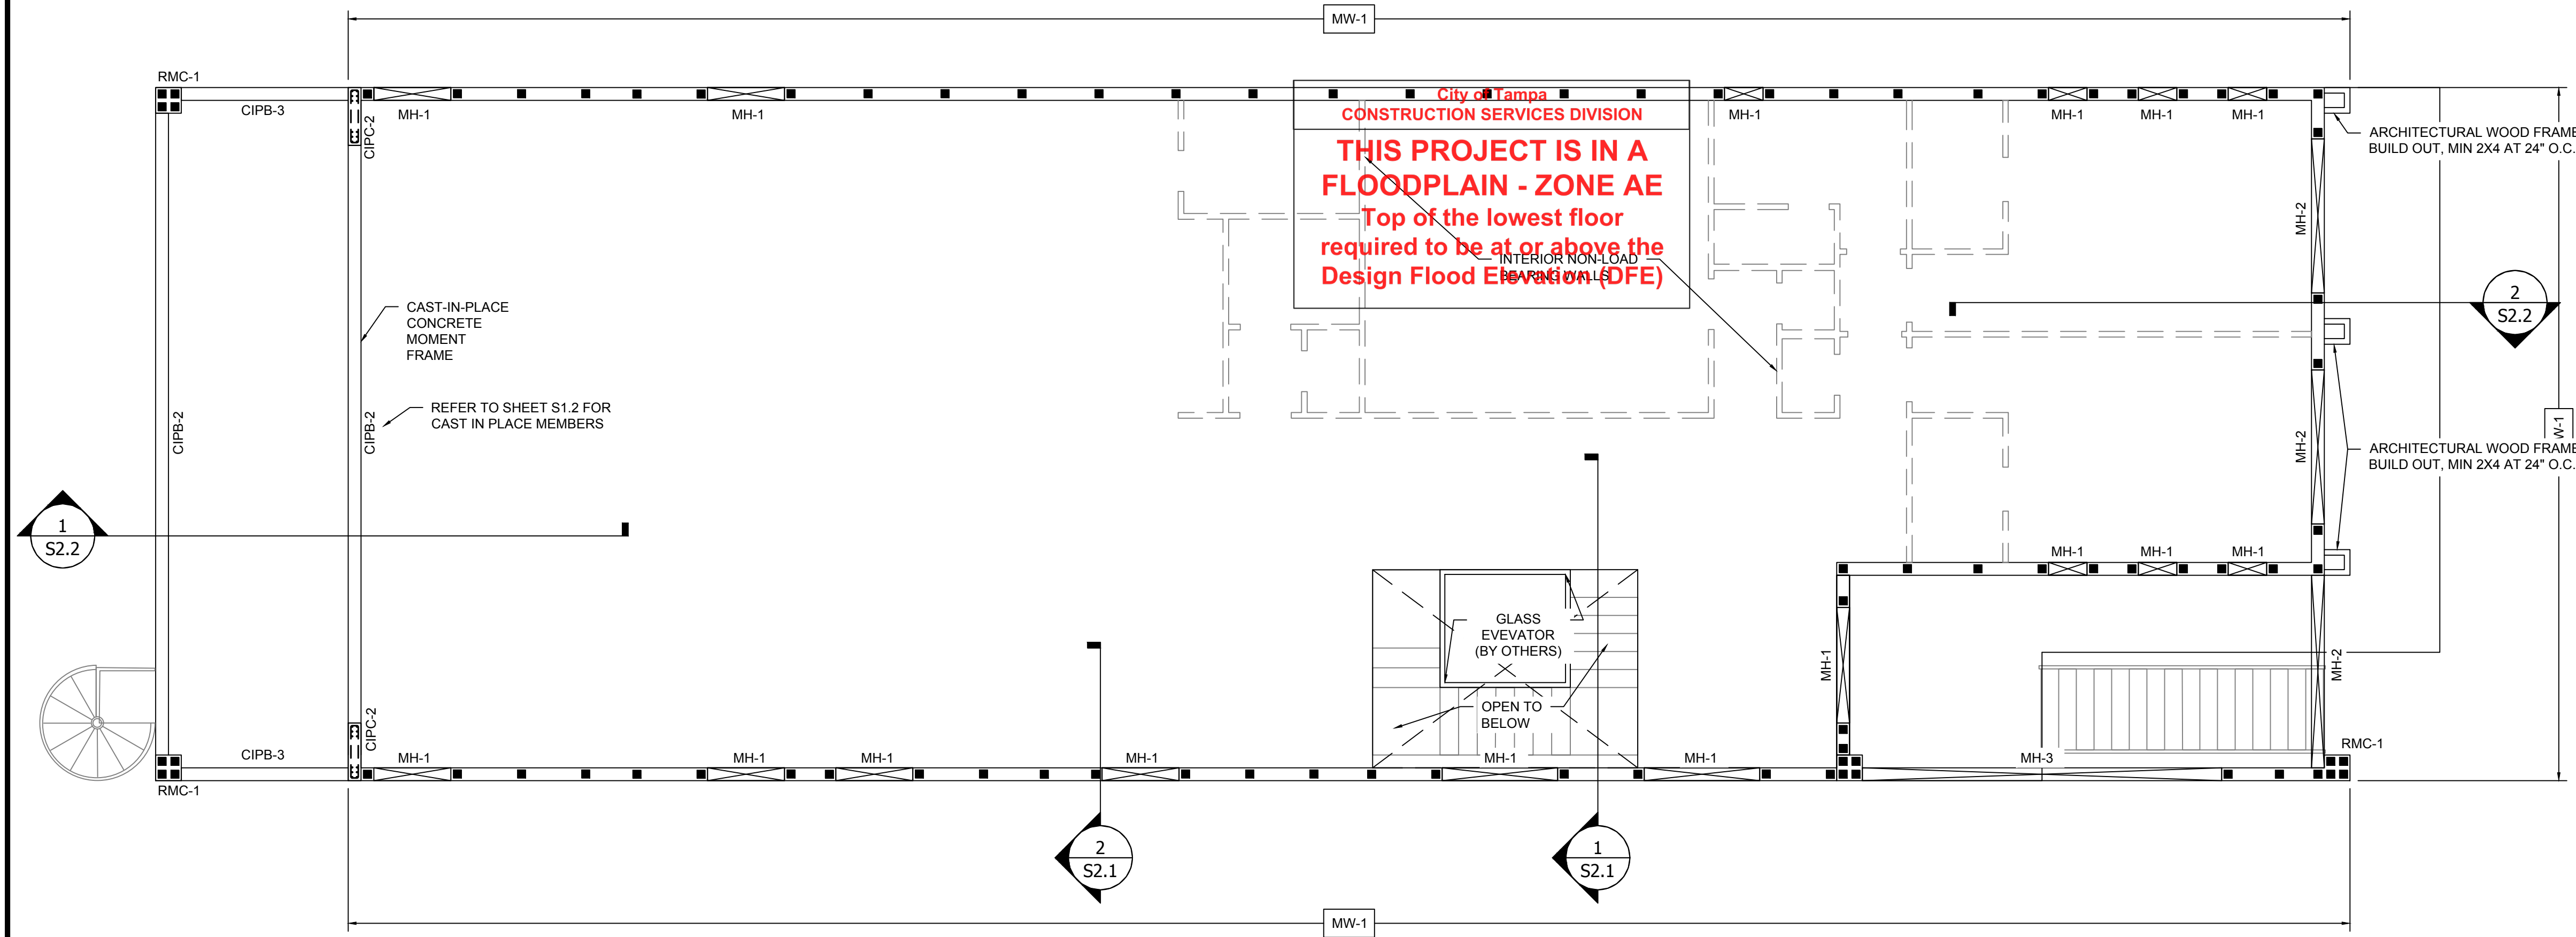 MW-1
RMC-1
CIPB-3
CIPC-2
MH-1
MH-1
City of Tampa
CONSTRUCTION SERVICES DIVISION
THIS PROJECT IS IN A
FLOODPLAIN - ZONE AE
Top of the lowest floor
required to be at or above the
Design Flood Elevation (DFE)
INTERIOR NON-LOAD
BEARING WALLS
MH-1
MH-1
MH-1
MH-1
ARCHITECTURAL WOOD FRAME
BUILD OUT, MIN 2X4 AT 24" O.C.
MH-2
2
S2.2
CAST-IN-PLACE
CONCRETE
MOMENT
FRAME
REFER TO SHEET S1.2 FOR
CAST IN PLACE MEMBERS
CIPB-2
CIPB-2
MH-2
W-1
ARCHITECTURAL WOOD FRAME
BUILD OUT, MIN 2X4 AT 24" O.C.
1
S2.2
MH-1
MH-1
MH-1
GLASS
EVEVATOR
(BY OTHERS)
OPEN TO
BELOW
MH-1
MH-2
CIPC-2
CIPB-3
RMC-1
MH-1
MH-1
MH-1
MH-1
MH-1
MH-1
MH-3
RMC-1
2
S2.1
1
S2.1
MW-1